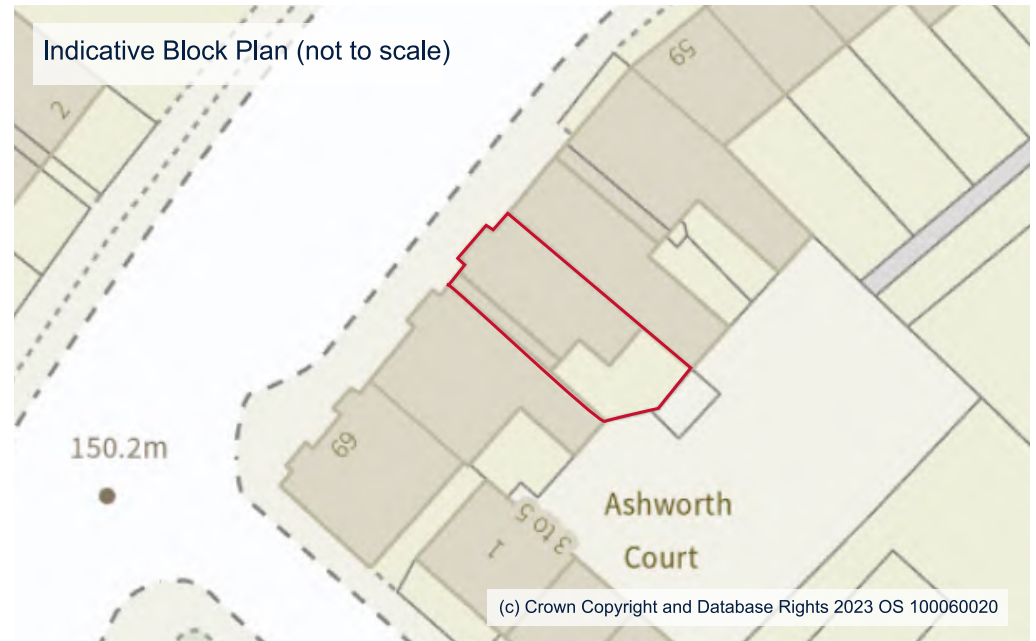 Indicative Block Plan (not to scale)
59
2
150.2m
69
Ashworth
Court
3 to 5
1
(c) Crown Copyright and Database Rights 2023 OS 100060020